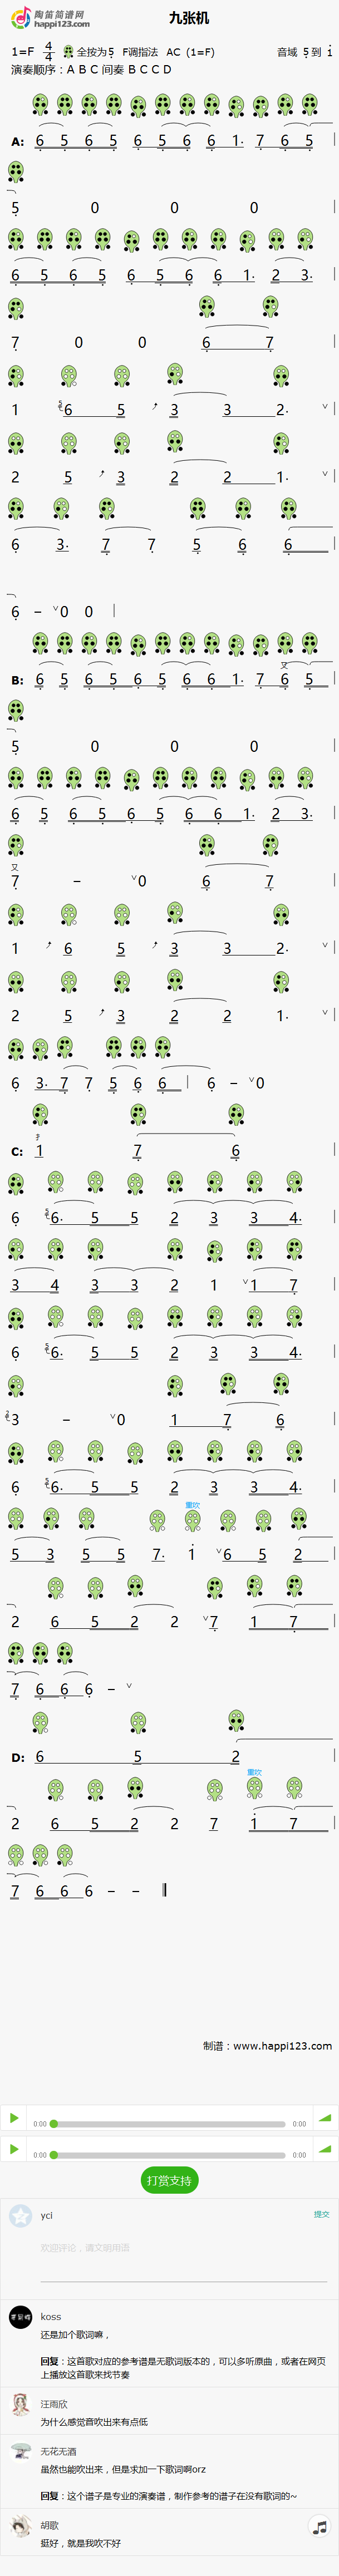 陶笛简谱网
happi123.com
九张机
1=F 4/4 全按为5 F调指法 AC (1=F) 音域 5 到 i
演奏顺序：A B C 间奏 B C C D
A: 6 5 6 5 6 5 6 6 1. 7 6 5 |
5 0 0 0 |
6 5 6 5 6 5 6 6 1. 2 3. |
7 0 0 6 7 |
1 5 6 5 3 3 2. ∨ |
2 5 3 2 2 1. ∨ |
6 3. 7 7 5 6 6 |
6 - ∨ 0 0 |
又
B: 6 5 6 5 6 5 6 6 1. 7 6 5 |
5 0 0 0 |
6 5 6 5 6 5 6 6 1. 2 3. |
又
7 - ∨ 0 6 7 |
1 6 5 3 3 2. ∨ |
2 5 3 2 2 1. ∨ |
6 3. 7 7 5 6 6 | 6 - ∨ 0
C: 1 7 6 |
6 5 6. 5 5 2 3 3 4. |
3 4 3 3 2 1 ∨ 1 7 |
6 5 6. 5 5 2 3 3 4. |
2 3 - ∨ 0 1 7 6 |
6 5 6. 5 5 2 3 3 4. |
重吹
5 3 5 5 7. i ∨ 6 5 2 |
2 6 5 2 2 ∨ 7 1 7 |
7 6 6 6 - ∨
D: 6 5 2 |
重吹
2 6 5 2 2 7 i 7 |
7 6 6 6 - -
制谱：www.happi123.com
0:00 0:00
0:00 0:00
打赏支持
yci 提交
欢迎评论，请文明用语
koss
还是加个歌词嘛，
回复：这首歌对应的参考谱是无歌词版本的，可以多听原曲，或者在网页
上播放这首歌来找节奏
汪雨欣
为什么感觉音吹出来有点低
无花无酒
虽然也能吹出来，但是求加一下歌词啊orz
回复：这个谱子是专业的演奏谱，制作参考的谱子在没有歌词的~
胡歌
挺好，就是我吹不好